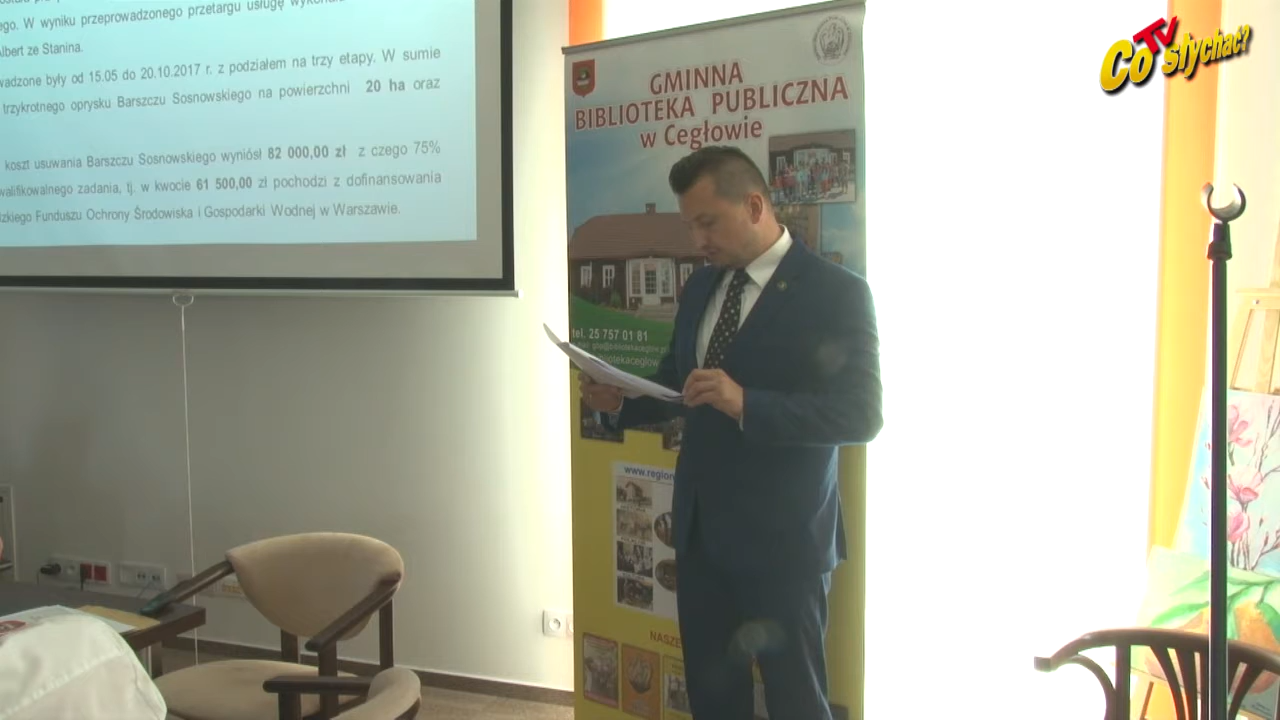 ego. W wyniku przeprowadzonego przetargu usługę
Albert ze Stanina.
wadzone były od 15.05 do 20.10.2017 r. z podziałem na trzy etapy. W sumie
trzykrotnego oprysku Barszczu Sosnowskiego na powierzchni 20 ha oraz
koszt usuwania Barszczu Sosnowskiego wyniósł 82 000,00 zł z czego 75%
walifikowalnego zadania, tj. w kwocie 61 500,00 zł pochodzi z dofinansowania
dzkiego Funduszu Ochrony Środowiska i Gospodarki Wodnej w Warszawie.
GMINNA
BIBLIOTEKA PUBLICZNA
w Cegłowie
tel. 25 757 01 81
www.region
NASZE
Co TV słychać?